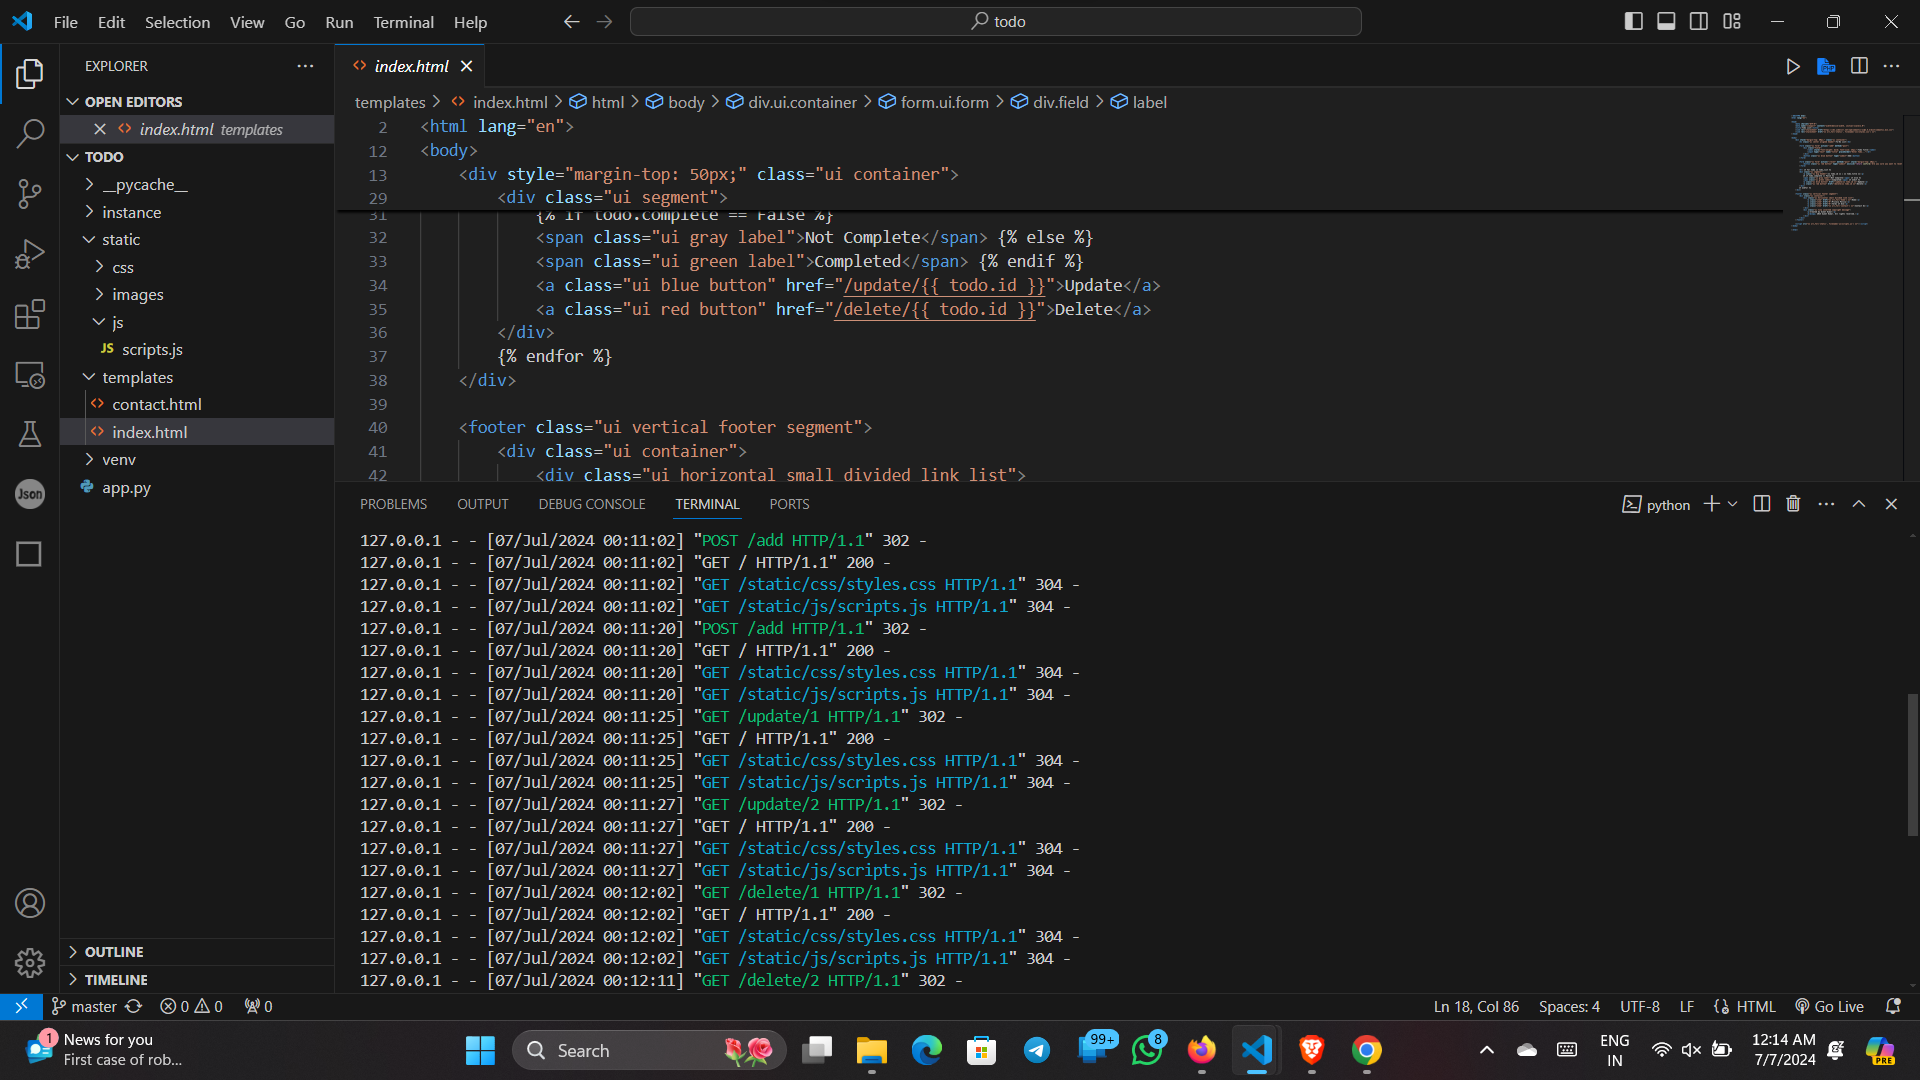 File Edit Selection View Go Run Terminal Help
todo
EXPLORER
index.html
OPEN EDITORS
index.html templates
TODO
__pycache__
instance
static
css
images
js
JS scripts.js
templates
contact.html
index.html
venv
app.py
OUTLINE
TIMELINE
Json
templates > index.html > html > body > div.ui.container > form.ui.form > div.field > label
2 <html lang="en">
12 <body>
13 <div style="margin-top: 50px;" class="ui container">
29 <div class="ui segment">
31 {% if todo.complete == False %}
32 <span class="ui gray label">Not Complete</span> {% else %}
33 <span class="ui green label">Completed</span> {% endif %}
34 <a class="ui blue button" href="/update/{{ todo.id }}">Update</a>
35 <a class="ui red button" href="/delete/{{ todo.id }}">Delete</a>
36 </div>
37 {% endfor %}
38 </div>
39
40 <footer class="ui vertical footer segment">
41 <div class="ui container">
42 <div class="ui horizontal small divided link list">
PROBLEMS OUTPUT DEBUG CONSOLE TERMINAL PORTS
python
127.0.0.1 - - [07/Jul/2024 00:11:02] "POST /add HTTP/1.1" 302 -
127.0.0.1 - - [07/Jul/2024 00:11:02] "GET / HTTP/1.1" 200 -
127.0.0.1 - - [07/Jul/2024 00:11:02] "GET /static/css/styles.css HTTP/1.1" 304 -
127.0.0.1 - - [07/Jul/2024 00:11:02] "GET /static/js/scripts.js HTTP/1.1" 304 -
127.0.0.1 - - [07/Jul/2024 00:11:20] "POST /add HTTP/1.1" 302 -
127.0.0.1 - - [07/Jul/2024 00:11:20] "GET / HTTP/1.1" 200 -
127.0.0.1 - - [07/Jul/2024 00:11:20] "GET /static/css/styles.css HTTP/1.1" 304 -
127.0.0.1 - - [07/Jul/2024 00:11:20] "GET /static/js/scripts.js HTTP/1.1" 304 -
127.0.0.1 - - [07/Jul/2024 00:11:25] "GET /update/1 HTTP/1.1" 302 -
127.0.0.1 - - [07/Jul/2024 00:11:25] "GET / HTTP/1.1" 200 -
127.0.0.1 - - [07/Jul/2024 00:11:25] "GET /static/css/styles.css HTTP/1.1" 304 -
127.0.0.1 - - [07/Jul/2024 00:11:25] "GET /static/js/scripts.js HTTP/1.1" 304 -
127.0.0.1 - - [07/Jul/2024 00:11:27] "GET /update/2 HTTP/1.1" 302 -
127.0.0.1 - - [07/Jul/2024 00:11:27] "GET / HTTP/1.1" 200 -
127.0.0.1 - - [07/Jul/2024 00:11:27] "GET /static/css/styles.css HTTP/1.1" 304 -
127.0.0.1 - - [07/Jul/2024 00:11:27] "GET /static/js/scripts.js HTTP/1.1" 304 -
127.0.0.1 - - [07/Jul/2024 00:12:02] "GET /delete/1 HTTP/1.1" 302 -
127.0.0.1 - - [07/Jul/2024 00:12:02] "GET / HTTP/1.1" 200 -
127.0.0.1 - - [07/Jul/2024 00:12:02] "GET /static/css/styles.css HTTP/1.1" 304 -
127.0.0.1 - - [07/Jul/2024 00:12:02] "GET /static/js/scripts.js HTTP/1.1" 304 -
127.0.0.1 - - [07/Jul/2024 00:12:11] "GET /delete/2 HTTP/1.1" 302 -
master 0 0 0 Ln 18, Col 86 Spaces: 4 UTF-8 LF HTML Go Live
1 News for you
First case of rob...
Search
99+
8
ENG
IN
12:14 AM
7/7/2024
PRE